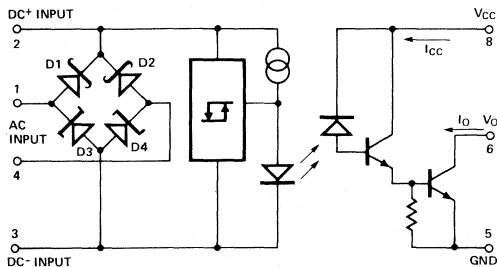 DC+ INPUT
2
D1
D2
1
AC
INPUT
D3
D4
4
3
DC- INPUT
VCC
8
ICC
IO
VO
6
5
GND